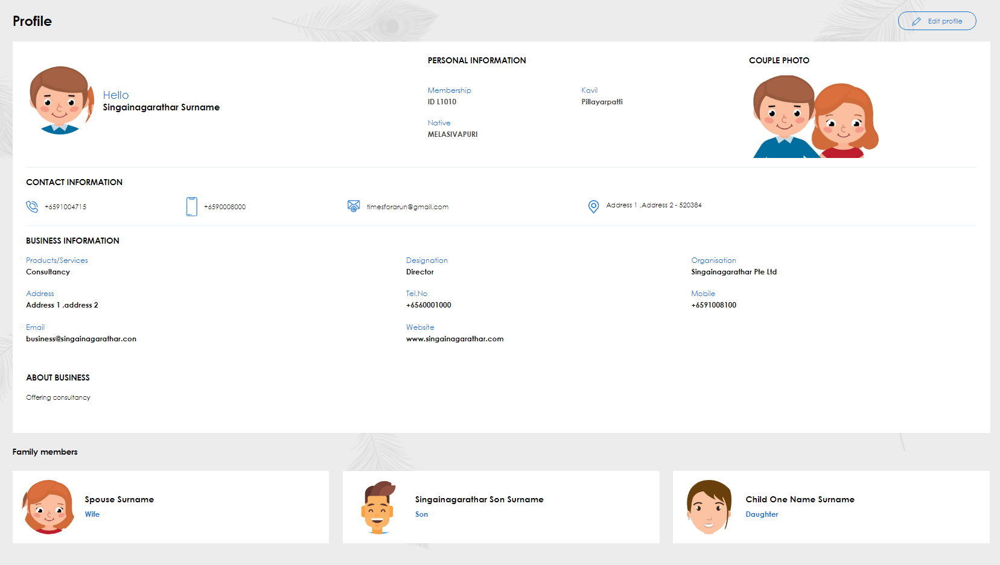 Profile
Edit profile
Hello
Singainagarathar Surname
PERSONAL INFORMATION
Membership
ID L1010
Kovil
Pillayarpatti
Native
MELASIVAPURI
COUPLE PHOTO
CONTACT INFORMATION
+6591004715
+6590008000
timesforarun@gmail.com
Address 1 ,Address 2 - 520384
BUSINESS INFORMATION
Products/Services
Consultancy
Designation
Director
Organisation
Singainagarathar Pte Ltd
Address
Address 1 ,address 2
Tel.No
+6560001000
Mobile
+6591008100
Email
business@singainagarathar.con
Website
www.singainagarathar.com
ABOUT BUSINESS
Offering consultancy
Family members
Spouse Surname
Wife
Singainagarathar Son Surname
Son
Child One Name Surname
Daughter